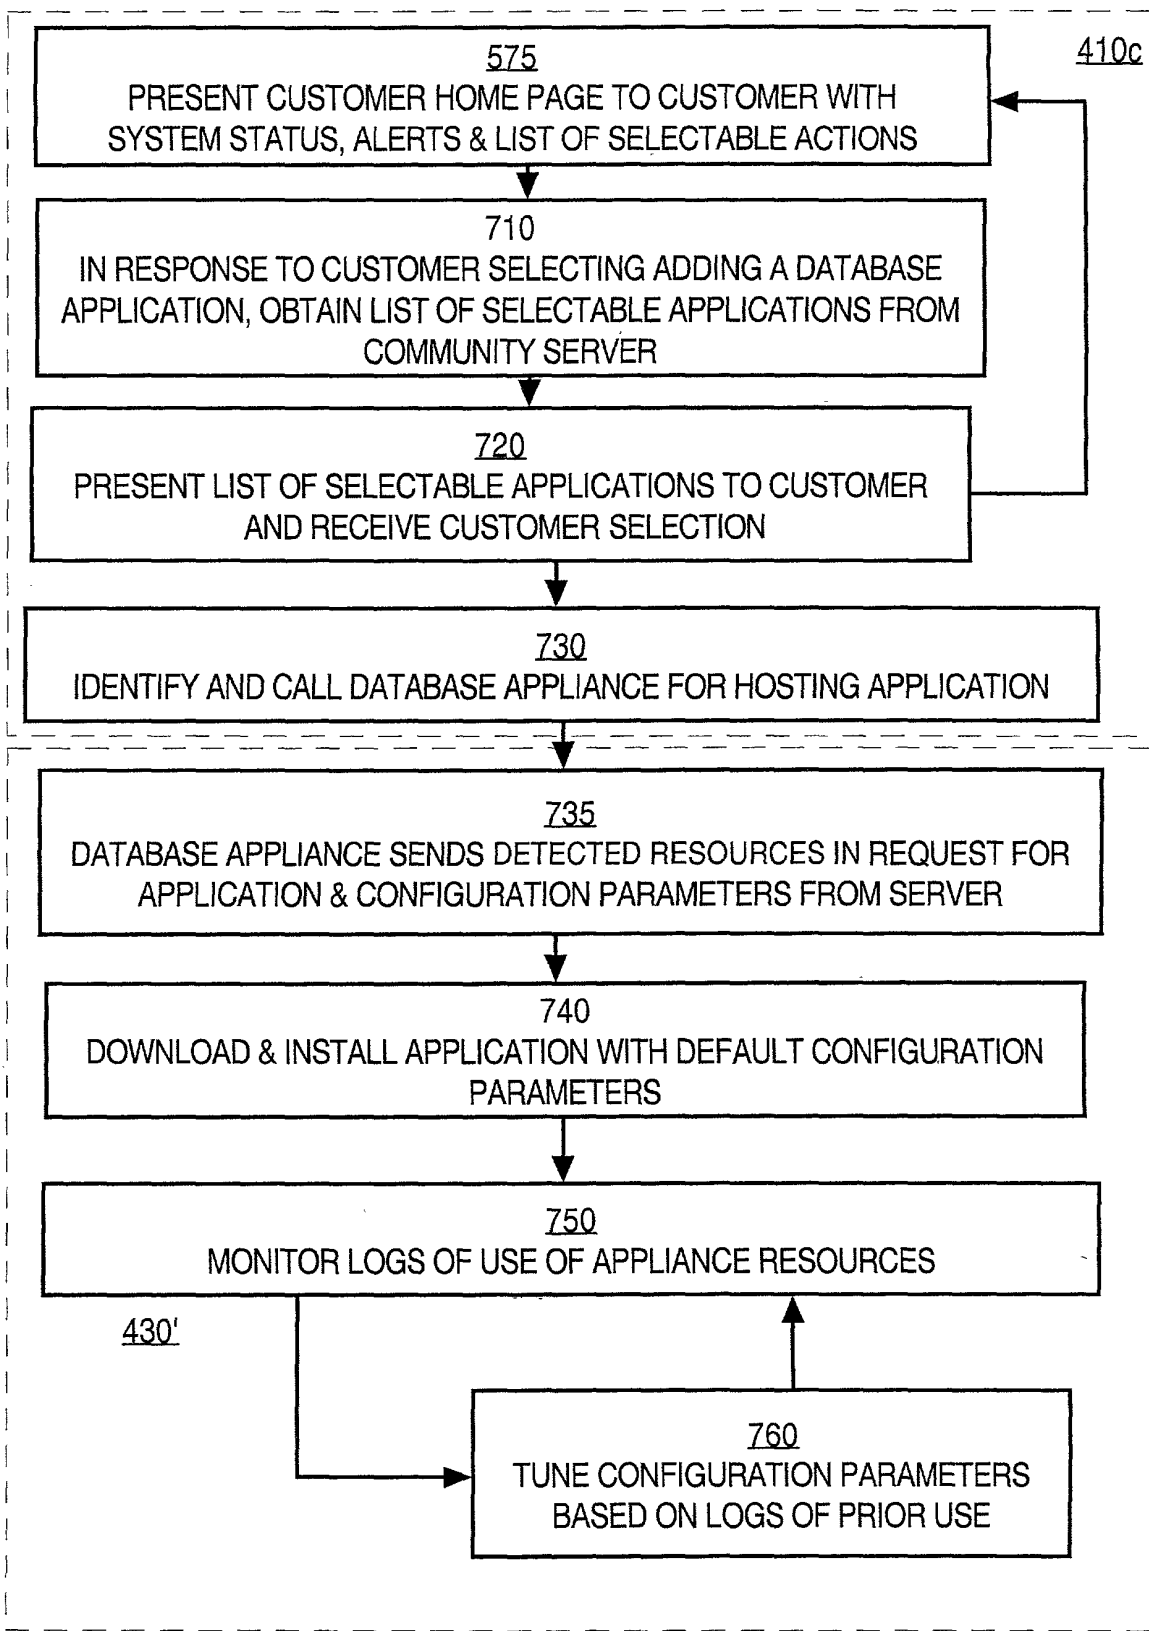 410c
575
PRESENT CUSTOMER HOME PAGE TO CUSTOMER WITH
SYSTEM STATUS, ALERTS & LIST OF SELECTABLE ACTIONS
710
IN RESPONSE TO CUSTOMER SELECTING ADDING A DATABASE
APPLICATION, OBTAIN LIST OF SELECTABLE APPLICATIONS FROM
COMMUNITY SERVER
720
PRESENT LIST OF SELECTABLE APPLICATIONS TO CUSTOMER
AND RECEIVE CUSTOMER SELECTION
730
IDENTIFY AND CALL DATABASE APPLIANCE FOR HOSTING APPLICATION
735
DATABASE APPLIANCE SENDS DETECTED RESOURCES IN REQUEST FOR
APPLICATION & CONFIGURATION PARAMETERS FROM SERVER
740
DOWNLOAD & INSTALL APPLICATION WITH DEFAULT CONFIGURATION
PARAMETERS
750
MONITOR LOGS OF USE OF APPLIANCE RESOURCES
430'
760
TUNE CONFIGURATION PARAMETERS
BASED ON LOGS OF PRIOR USE